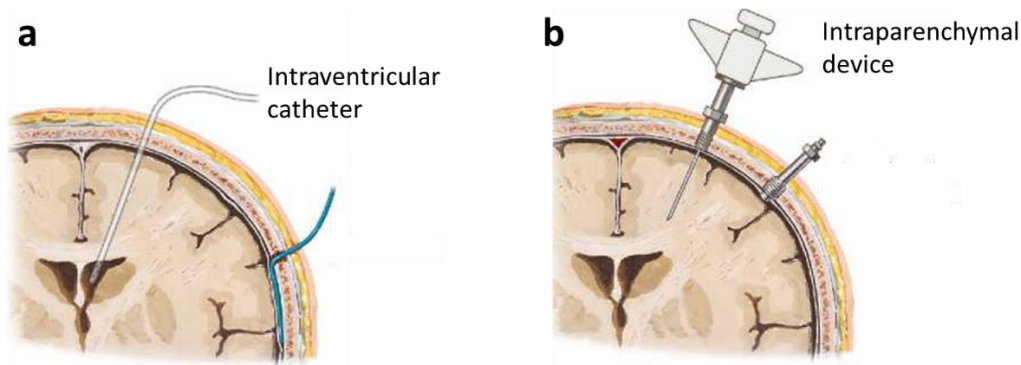 a
Intraventricular
catheter
b
Intraparenchymal
device